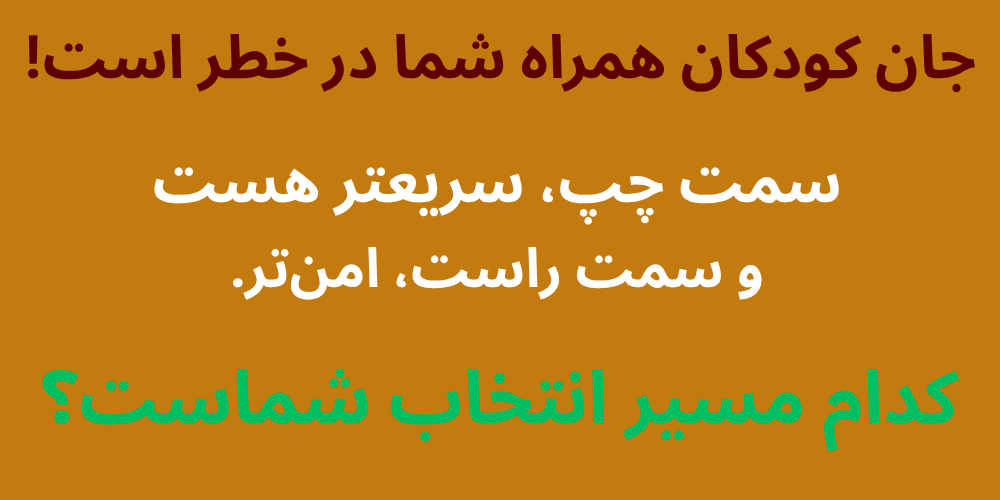 جان کودکان همراه شما در خطر است!
سمت چپ، سریعتر هست
و سمت راست، امن‌تر.
کدام مسیر انتخاب شماست؟